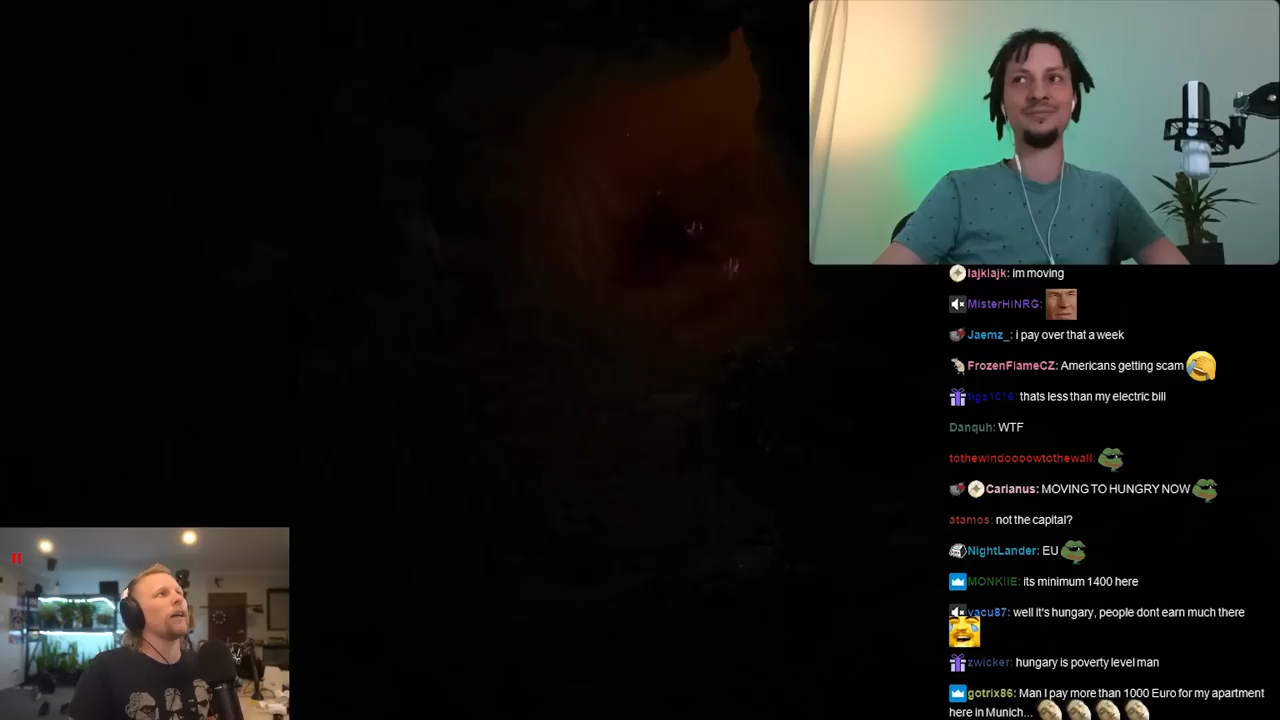 lajklajk: im moving
MisterHiNRG:
Jaemz_: i pay over that a week
FrozenFlameCZ: Americans getting scam
tigs1016: thats less than my electric bill
Danquh: WTF
tothewindoooowtothewall:
Carianus: MOVING TO HUNGRY NOW
atamos: not the capital?
NightLander: EU
MONKIIE: its minimum 1400 here
vacu87: well it's hungary, people dont earn much there
zwicker: hungary is poverty level man
gotrix86: Man I pay more than 1000 Euro for my apartment
here in Munich...